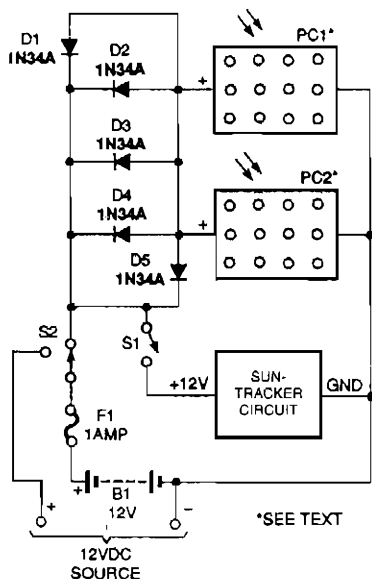 D1
1N34A
D2
1N34A
D3
1N34A
D4
1N34A
D5
1N34A
PC1*
+
PC2*
+
S2
S1
+12V
SUN-
TRACKER
CIRCUIT
GND
F1
1AMP
+
B1
12V
+
−
12VDC
SOURCE
*SEE TEXT